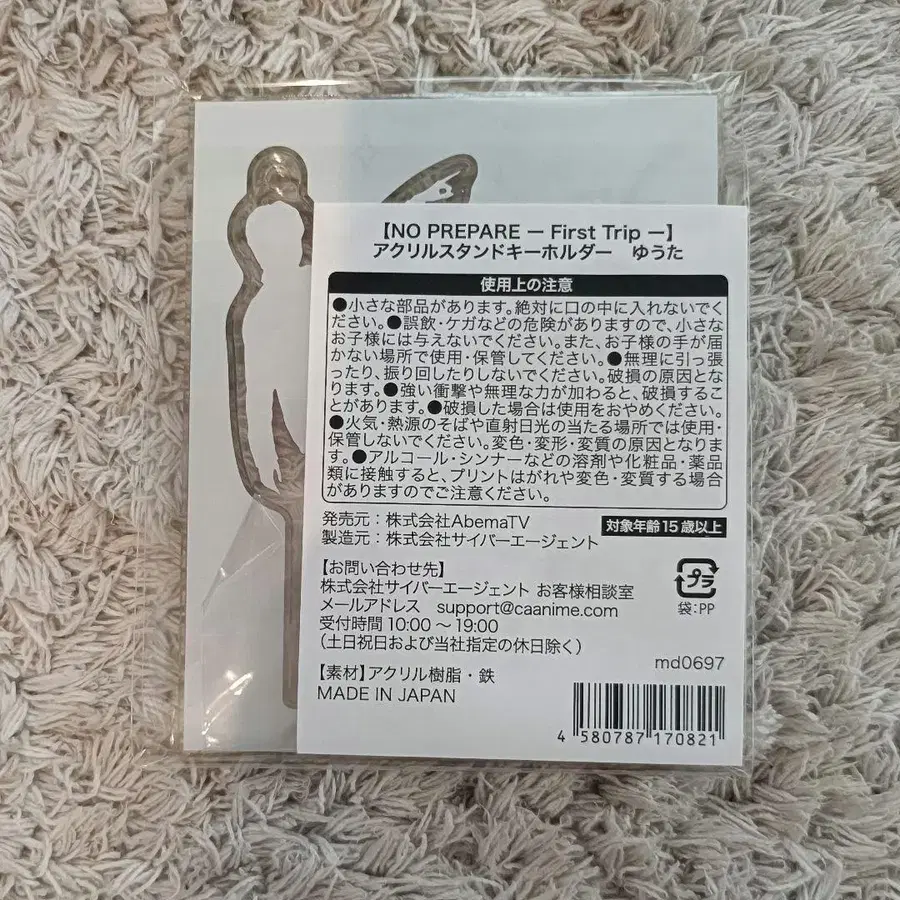 【NO PREPARE ー First Trip ー】
アクリルスタンドキーホルダー　ゆうた
使用上の注意
●小さな部品があります。絶対に口の中に入れないでく
ださい。●誤飲・ケガなどの危険がありますので、小さな
お子様には与えないでください。また、お子様の手が届
かない場所で使用・保管してください。●無理に引っ張
ったり、振り回したりしないでください。破損の原因とな
ります。●強い衝撃や無理な力が加わると、破損するこ
とがあります。●破損した場合は使用をおやめください。
●火気・熱源のそばや直射日光の当たる場所では使用・
保管しないでください。変色・変形・変質の原因となりま
す。●アルコール・シンナーなどの溶剤や化粧品・薬品
類に接触すると、プリントはがれや変色・変質する場合
がありますのでご注意ください。
発売元：株式会社AbemaTV
対象年齢15歳以上
製造元：株式会社サイバーエージェント
【お問い合わせ先】
株式会社サイバーエージェント お客様相談室
メールアドレス　support@caanime.com
受付時間 10:00 〜 19:00
（土日祝日および当社指定の休日除く）
プラ
袋:PP
md0697
【素材】アクリル樹脂・鉄
MADE IN JAPAN
4 580787 170821